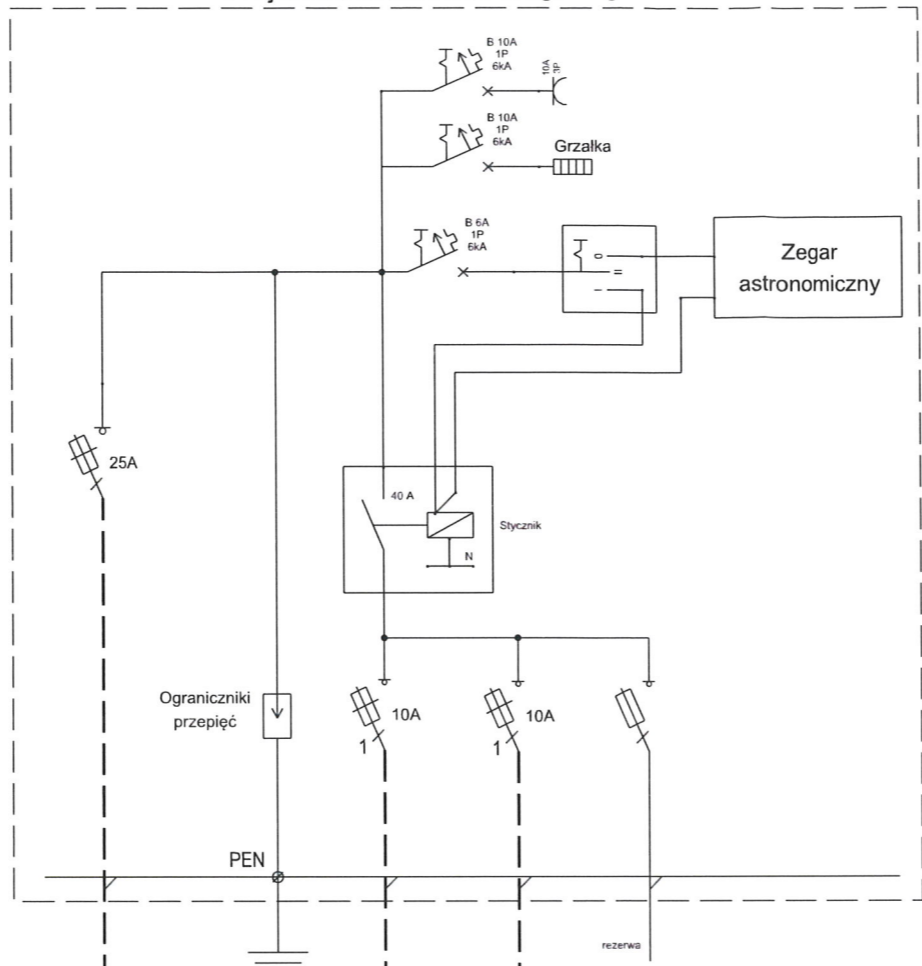 B 10A
1P
6kA
10A
3P
B 10A
1P
6kA
Grzałka
B 6A
1P
6kA
0
=
I
Zegar
astronomiczny
25A
40 A
Stycznik
N
Ograniczniki
przepięć
10A
1
10A
1
PEN
rezerwa